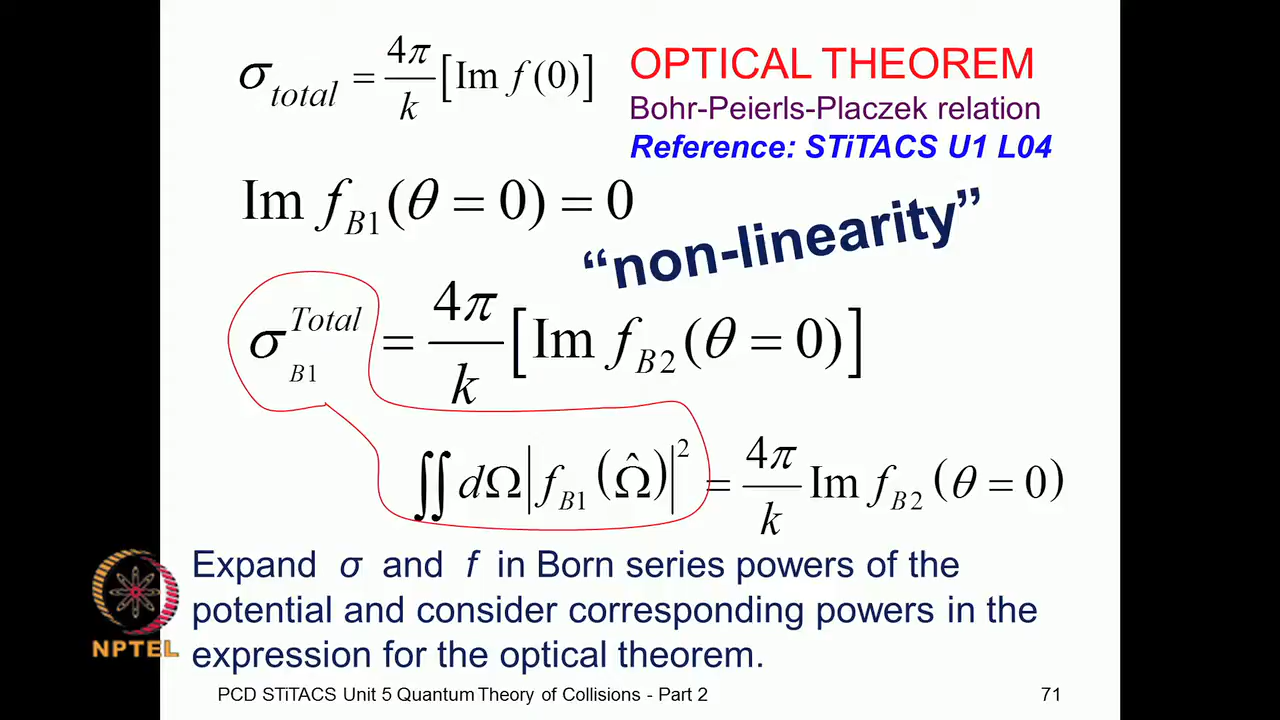 σ_total = 4π/k [Im f(0)]
OPTICAL THEOREM
Bohr-Peierls-Placzek relation
Reference: STiTACS U1 L04
Im f_B1 (θ = 0) = 0
“non-linearity”
σ_B1^Total = 4π/k [Im f_B2 (θ = 0)]
∬ dΩ |f_B1 (Ω̂)|² = 4π/k Im f_B2 (θ = 0)
Expand σ and f in Born series powers of the
potential and consider corresponding powers in the
expression for the optical theorem.
NPTEL
PCD STiTACS Unit 5 Quantum Theory of Collisions - Part 2 71